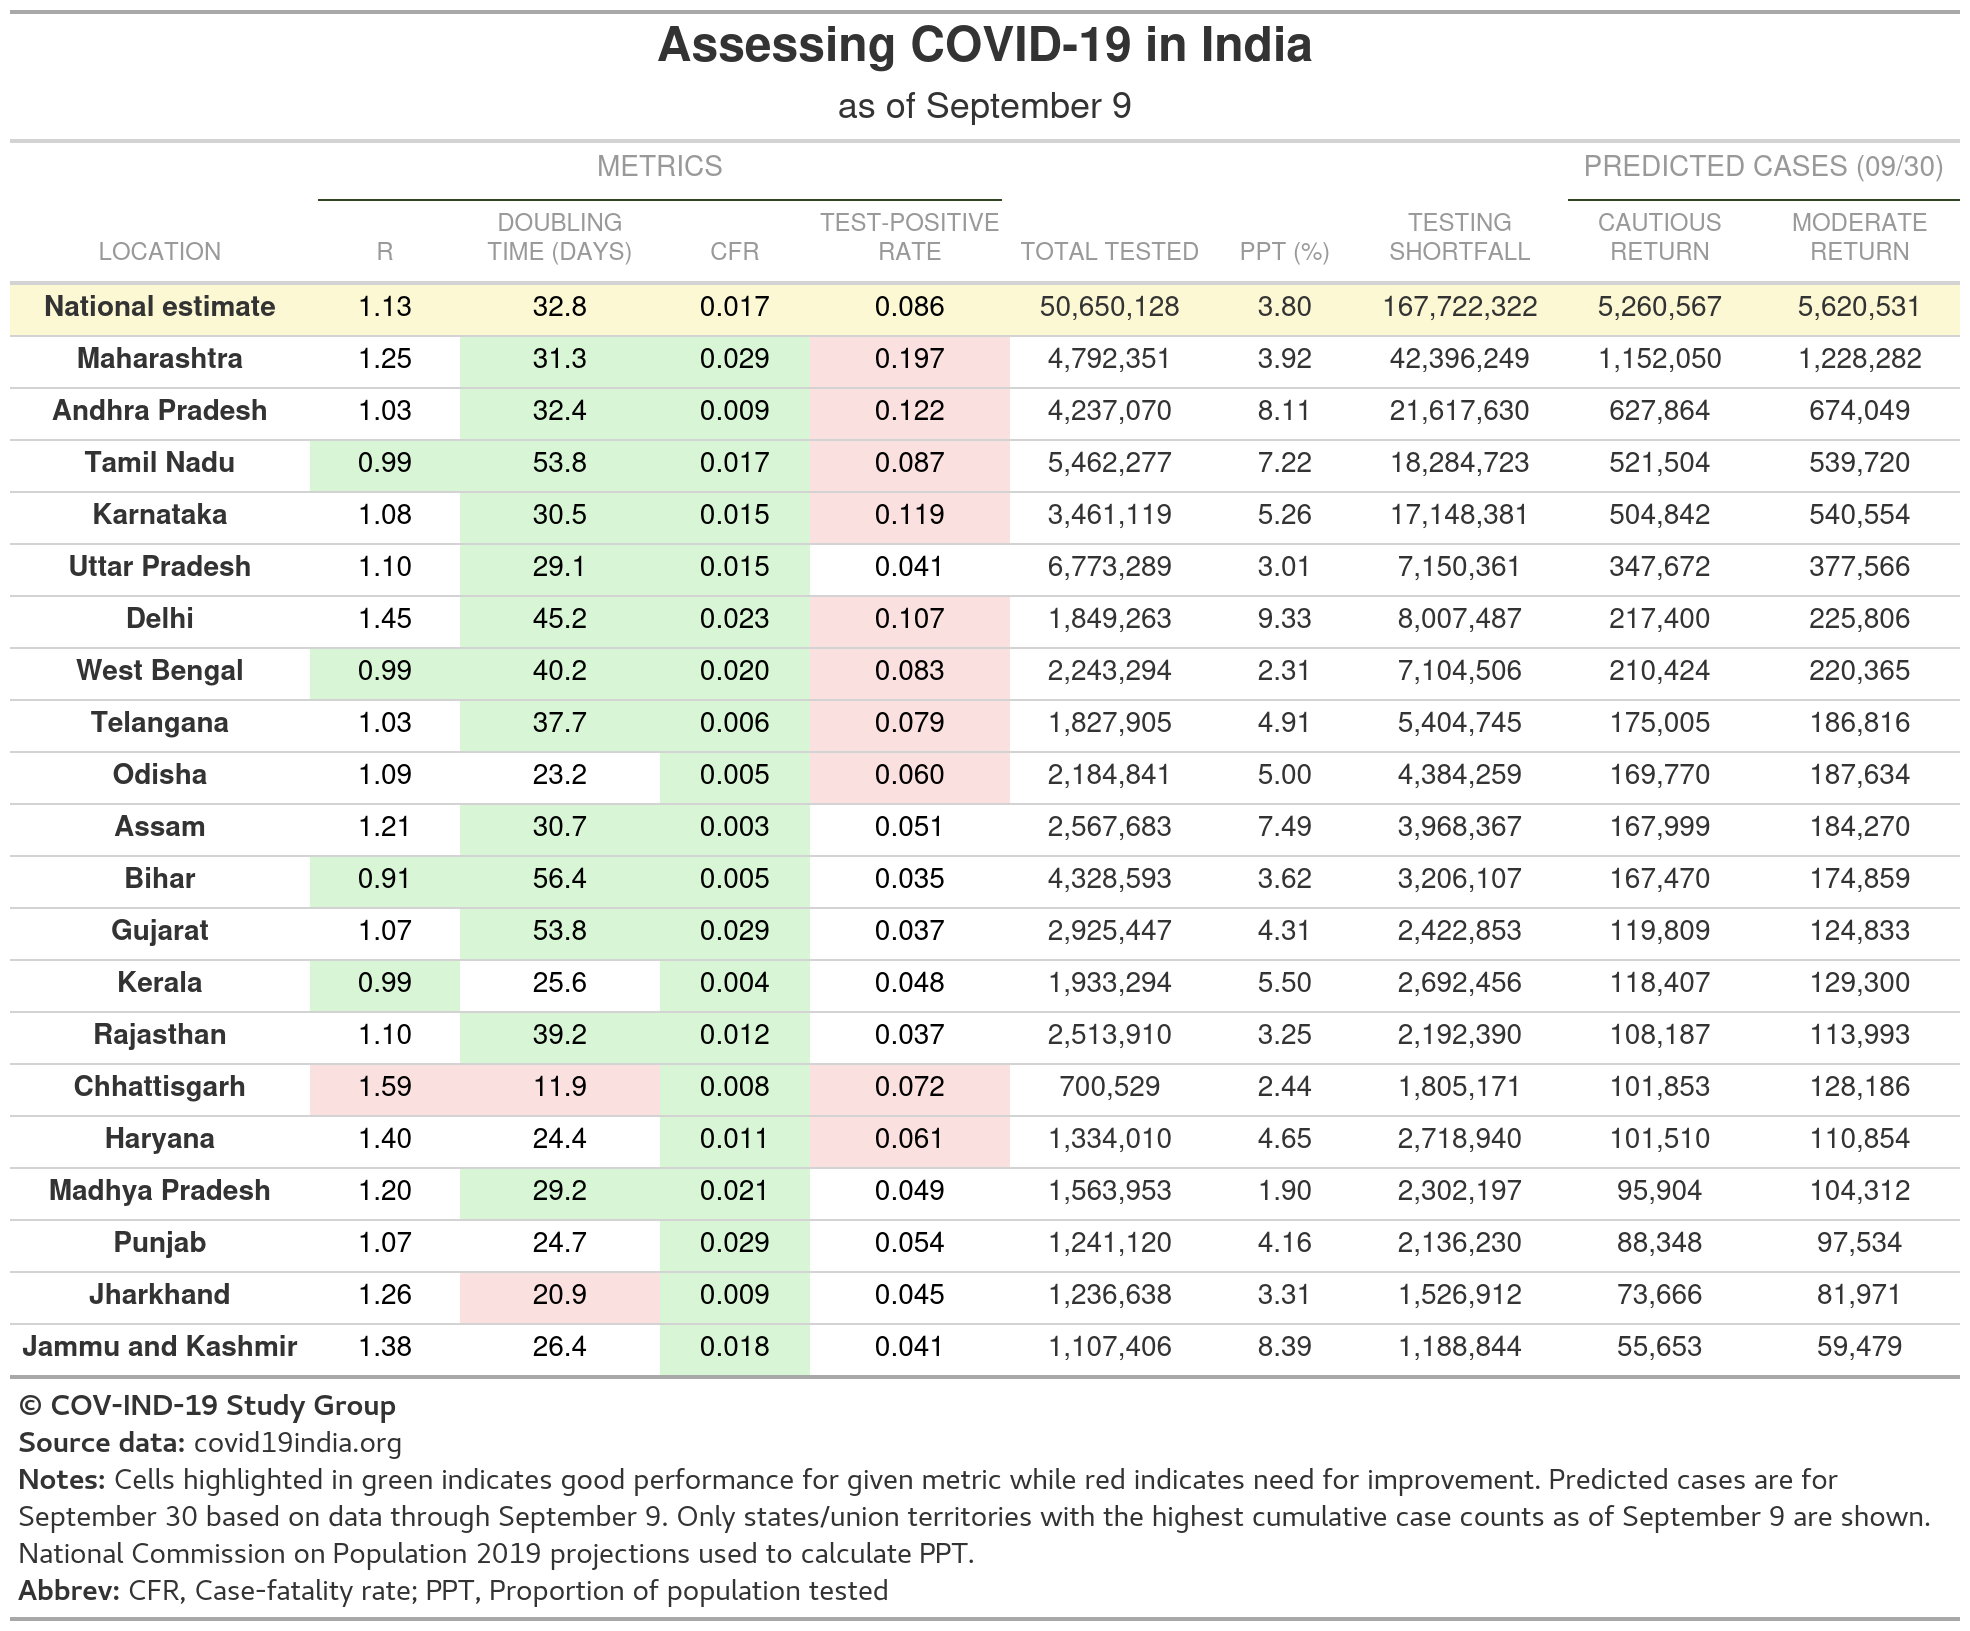 Assessing COVID-19 in India
as of September 9
METRICS PREDICTED CASES (09/30)
LOCATION R DOUBLING TIME (DAYS) CFR TEST-POSITIVE RATE TOTAL TESTED PPT (%) TESTING SHORTFALL CAUTIOUS RETURN MODERATE RETURN
National estimate 1.13 32.8 0.017 0.086 50,650,128 3.80 167,722,322 5,260,567 5,620,531
Maharashtra 1.25 31.3 0.029 0.197 4,792,351 3.92 42,396,249 1,152,050 1,228,282
Andhra Pradesh 1.03 32.4 0.009 0.122 4,237,070 8.11 21,617,630 627,864 674,049
Tamil Nadu 0.99 53.8 0.017 0.087 5,462,277 7.22 18,284,723 521,504 539,720
Karnataka 1.08 30.5 0.015 0.119 3,461,119 5.26 17,148,381 504,842 540,554
Uttar Pradesh 1.10 29.1 0.015 0.041 6,773,289 3.01 7,150,361 347,672 377,566
Delhi 1.45 45.2 0.023 0.107 1,849,263 9.33 8,007,487 217,400 225,806
West Bengal 0.99 40.2 0.020 0.083 2,243,294 2.31 7,104,506 210,424 220,365
Telangana 1.03 37.7 0.006 0.079 1,827,905 4.91 5,404,745 175,005 186,816
Odisha 1.09 23.2 0.005 0.060 2,184,841 5.00 4,384,259 169,770 187,634
Assam 1.21 30.7 0.003 0.051 2,567,683 7.49 3,968,367 167,999 184,270
Bihar 0.91 56.4 0.005 0.035 4,328,593 3.62 3,206,107 167,470 174,859
Gujarat 1.07 53.8 0.029 0.037 2,925,447 4.31 2,422,853 119,809 124,833
Kerala 0.99 25.6 0.004 0.048 1,933,294 5.50 2,692,456 118,407 129,300
Rajasthan 1.10 39.2 0.012 0.037 2,513,910 3.25 2,192,390 108,187 113,993
Chhattisgarh 1.59 11.9 0.008 0.072 700,529 2.44 1,805,171 101,853 128,186
Haryana 1.40 24.4 0.011 0.061 1,334,010 4.65 2,718,940 101,510 110,854
Madhya Pradesh 1.20 29.2 0.021 0.049 1,563,953 1.90 2,302,197 95,904 104,312
Punjab 1.07 24.7 0.029 0.054 1,241,120 4.16 2,136,230 88,348 97,534
Jharkhand 1.26 20.9 0.009 0.045 1,236,638 3.31 1,526,912 73,666 81,971
Jammu and Kashmir 1.38 26.4 0.018 0.041 1,107,406 8.39 1,188,844 55,653 59,479
© COV-IND-19 Study Group
Source data: covid19india.org
Notes: Cells highlighted in green indicates good performance for given metric while red indicates need for improvement. Predicted cases are for
September 30 based on data through September 9. Only states/union territories with the highest cumulative case counts as of September 9 are shown.
National Commission on Population 2019 projections used to calculate PPT.
Abbrev: CFR, Case-fatality rate; PPT, Proportion of population tested